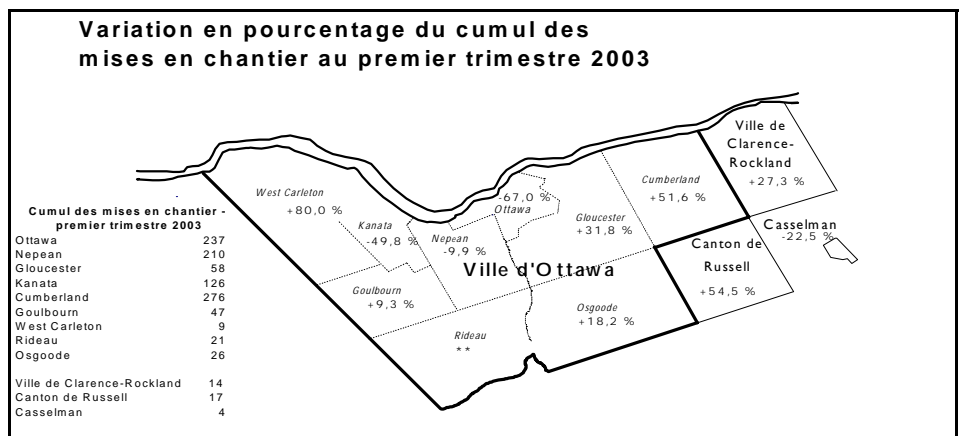 Variation en pourcentage du cumul des
mises en chantier au premier trimestre 2003
Ville de
Clarence-
Rockland
+27,3 %
Cumberland
+51,6 %
-67,0 %
Ottawa
West Carleton
+80,0 %
Gloucester
+31,8 %
Kanata
-49,8 %
Nepean
-9,9 %
Casselman
-22,5 %
Canton de
Russell
+54,5 %
Ville d'Ottawa
Goulbourn
+9,3 %
Osgoode
+18,2 %
Rideau
**
Cumul des mises en chantier -
premier trimestre 2003
Ottawa 237
Nepean 210
Gloucester 58
Kanata 126
Cumberland 276
Goulbourn 47
West Carleton 9
Rideau 21
Osgoode 26
Ville de Clarence-Rockland 14
Canton de Russell 17
Casselman 4